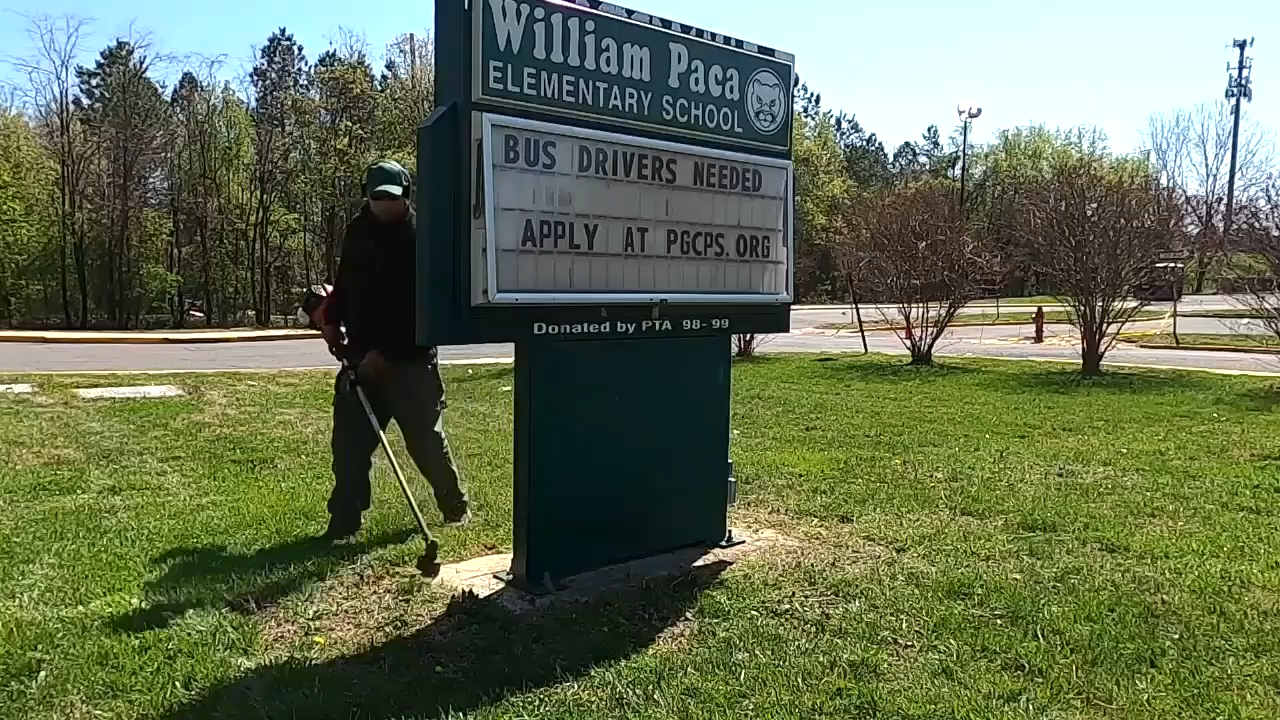 William Paca
ELEMENTARY SCHOOL
BUS DRIVERS NEEDED
APPLY AT PGCPS.ORG
Donated by PTA 98-'99